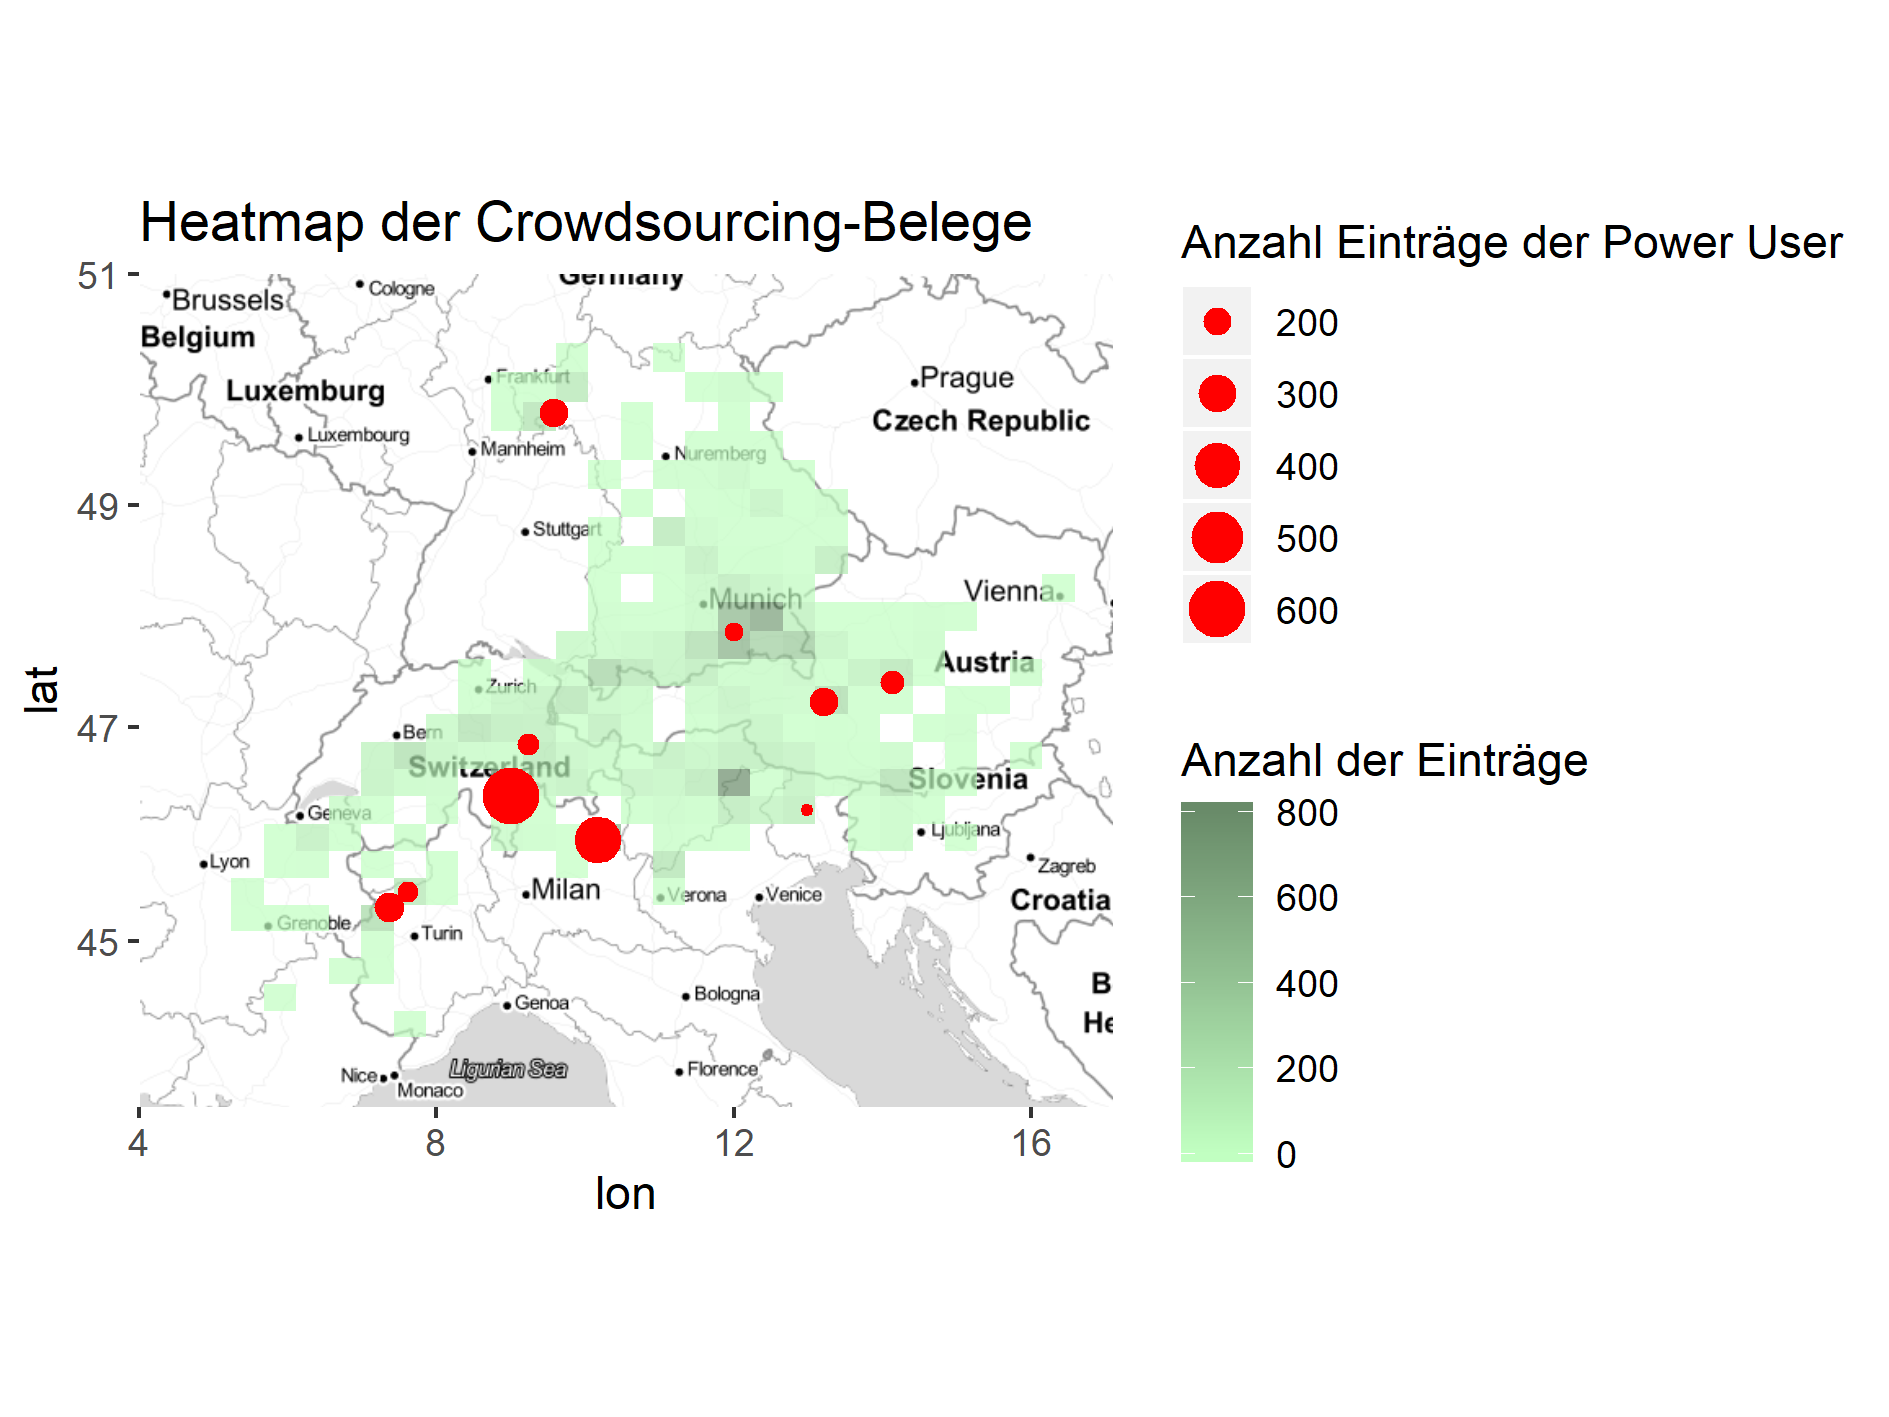 Heatmap der Crowdsourcing-Belege
51
49
47
45
lat
4
8
12
16
lon
Germany
Brussels
Cologne
Belgium
Frankfurt
Prague
Luxemburg
Czech Republic
Luxembourg
Mannheim
Nuremberg
Stuttgart
Vienna
Munich
Austria
Zurich
Bern
Switzerland
Slovenia
Geneva
Ljubljana
Lyon
Zagreb
Milan
Verona
Venice
Croatia
Grenoble
Turin
B
Bologna
Genoa
He
Ligurian Sea
Florence
Nice
Monaco
Anzahl Einträge der Power User
200
300
400
500
600
Anzahl der Einträge
800
600
400
200
0